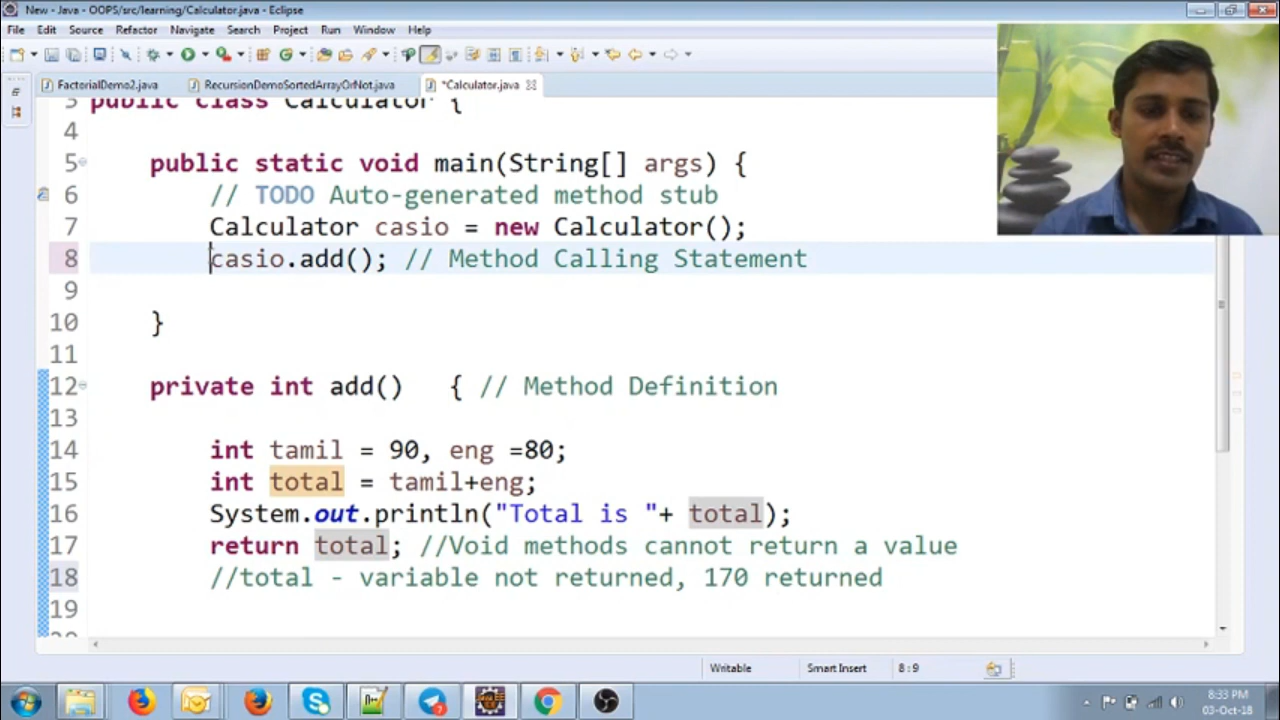 New - Java - OOPS/src/learning/Calculator.java - Eclipse
File Edit Source Refactor Navigate Search Project Run Window Help
FactorialDemo2.java RecursionDemoSortedArrayOrNot.java *Calculator.java
3 public class Calculator {
4
5 public static void main(String[] args) {
6 // TODO Auto-generated method stub
7 Calculator casio = new Calculator();
8 casio.add(); // Method Calling Statement
9
10 }
11
12 private int add() { // Method Definition
13
14 int tamil = 90, eng =80;
15 int total = tamil+eng;
16 System.out.println("Total is "+ total);
17 return total; //Void methods cannot return a value
18 //total - variable not returned, 170 returned
19
Writable Smart Insert 8 : 9
8:33 PM
03-Oct-18